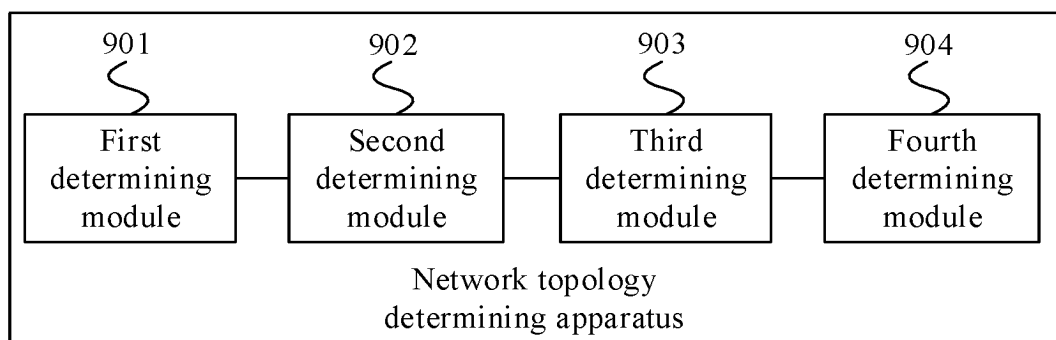 901
902
903
904
First
determining
module
Second
determining
module
Third
determining
module
Fourth
determining
module
Network topology
determining apparatus